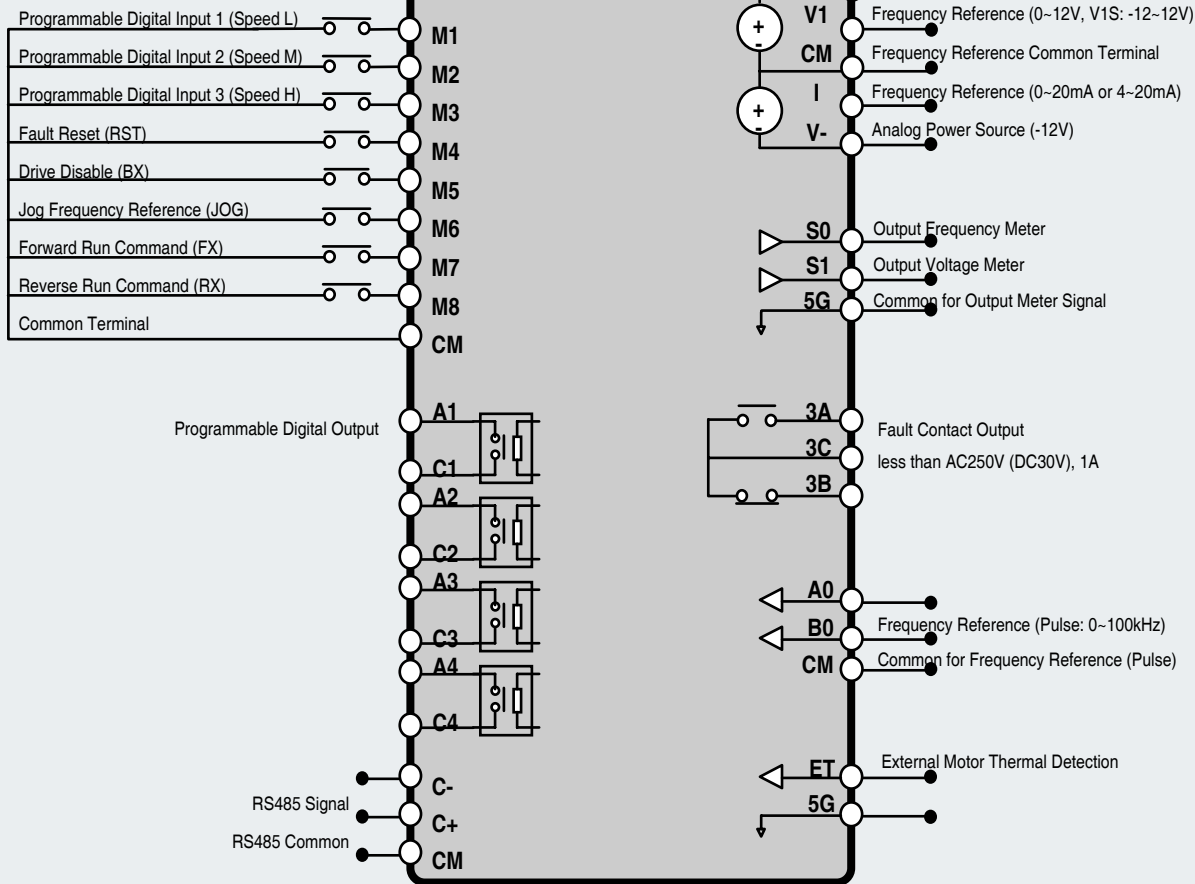 Programmable Digital Input 1 (Speed L)
M1
Programmable Digital Input 2 (Speed M)
M2
Programmable Digital Input 3 (Speed H)
M3
Fault Reset (RST)
M4
Drive Disable (BX)
M5
Jog Frequency Reference (JOG)
M6
Forward Run Command (FX)
M7
Reverse Run Command (RX)
M8
Common Terminal
CM
Programmable Digital Output
A1
C1
A2
C2
A3
C3
A4
C4
C-
RS485 Signal
C+
RS485 Common
CM
+
-
V1
Frequency Reference (0~12V, V1S: -12~12V)
CM
Frequency Reference Common Terminal
+
-
I
Frequency Reference (0~20mA or 4~20mA)
V-
Analog Power Source (-12V)
S0
Output Frequency Meter
S1
Output Voltage Meter
5G
Common for Output Meter Signal
3A
Fault Contact Output
3C
less than AC250V (DC30V), 1A
3B
A0
B0
Frequency Reference (Pulse: 0~100kHz)
CM
Common for Frequency Reference (Pulse)
ET
External Motor Thermal Detection
5G